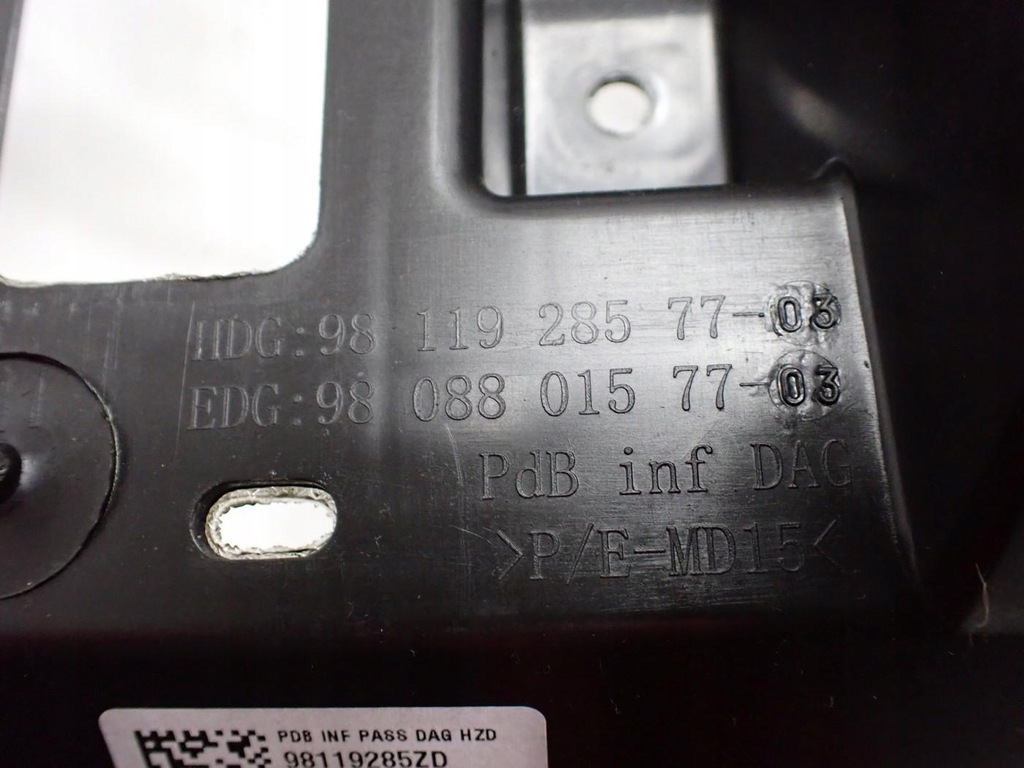 HDG:98 119 285 77-03
EDG:98 088 015 77-03
PdB inf DAG
>P/E-MD15<
PDB INF PASS DAG HZD
98119285ZD